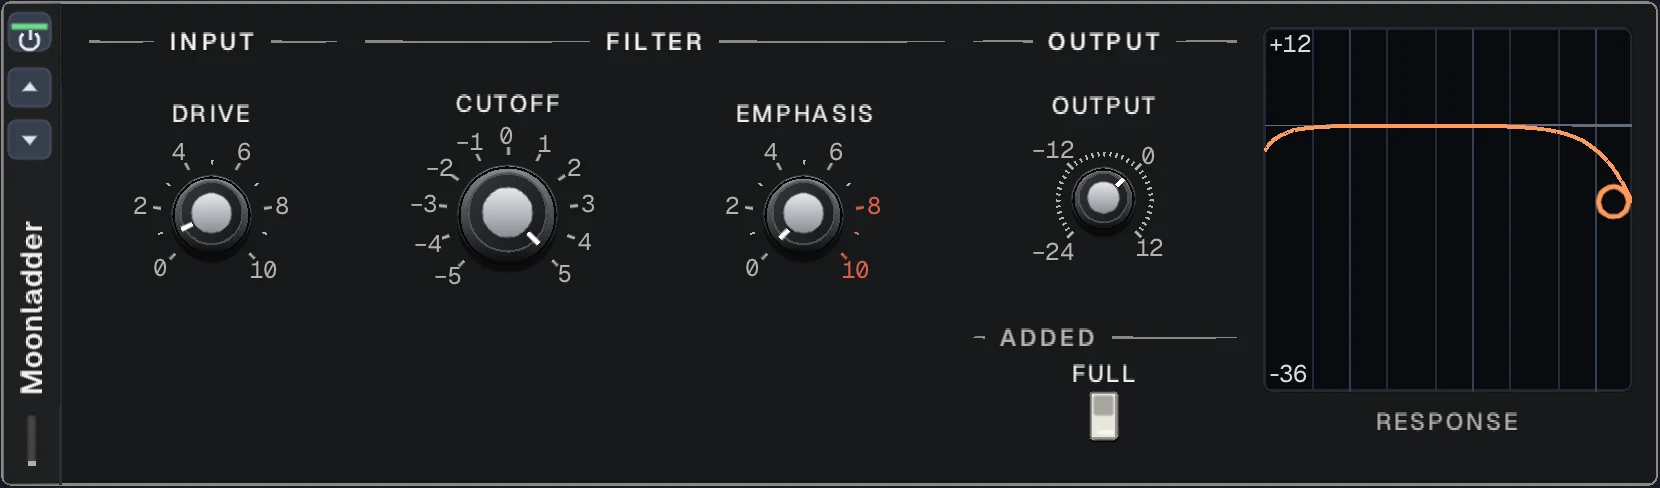 Moonladder
INPUT
FILTER
OUTPUT
DRIVE
0
2
4
6
8
10
CUTOFF
-5
-4
-3
-2
-1
0
1
2
3
4
5
EMPHASIS
0
2
4
6
8
10
OUTPUT
-24
-12
0
12
ADDED
FULL
+12
-36
RESPONSE